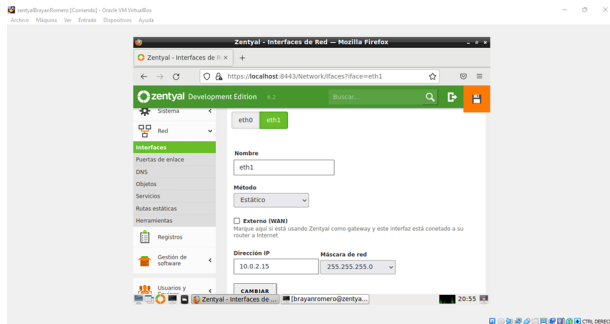 zentyalBrayanRomero [Corriendo] - Oracle VM VirtualBox
Archivo Máquina Ver Entrada Dispositivos Ayuda
Zentyal - Interfaces de Red — Mozilla Firefox
Zentyal - Interfaces de R
https://localhost:8443/Network/Ifaces?iface=eth1
zentyal Development Edition 6.2
Buscar...
Sistema
Red
Interfaces
Puertas de enlace
DNS
Objetos
Servicios
Rutas estáticas
Herramientas
Registros
Gestión de
software
Usuarios y
eth0 eth1
Nombre
eth1
Método
Estático
Externo (WAN)
Marque aquí si está usando Zentyal como gateway y este interfaz está conetado a su
router a Internet
Dirección IP Máscara de red
10.0.2.15 255.255.255.0
CAMBIAR
Zentyal - Interfaces de ... [brayanromero@zentya... 20:55
CTRL DERECHA